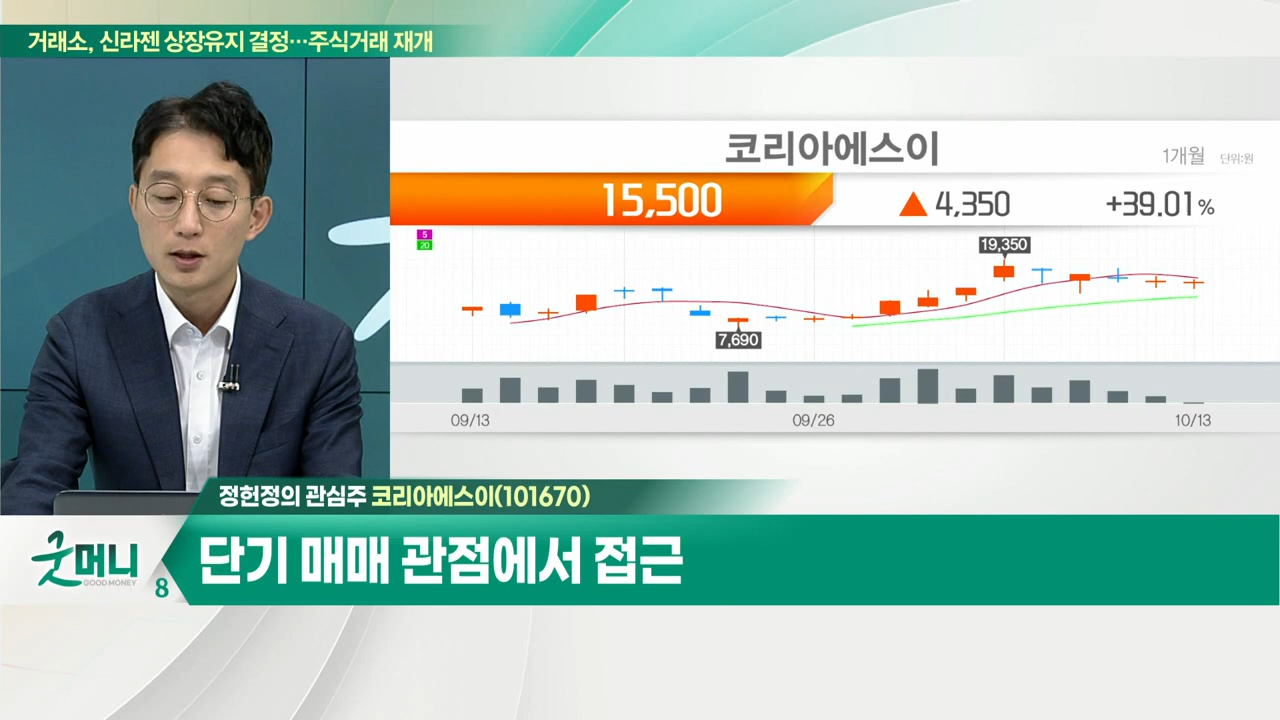 거래소, 신라젠 상장유지 결정…주식거래 재개
코리아에스이
1개월 단위:원
15,500 ▲ 4,350 +39.01%
5
20
19,350
7,690
09/13 09/26 10/13
정헌정의 관심주 코리아에스이(101670)
단기 매매 관점에서 접근
굿머니
GOOD MONEY
8